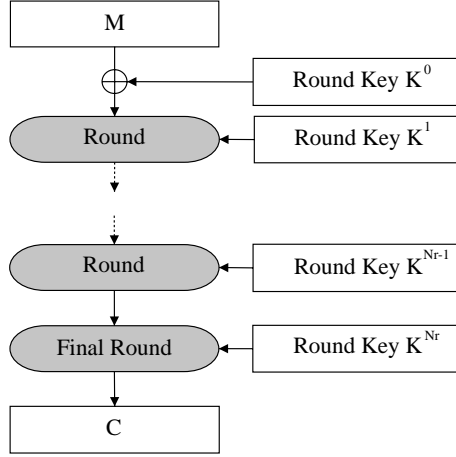 M
Round Key K^0
Round
Round Key K^1
Round
Round Key K^Nr-1
Final Round
Round Key K^Nr
C